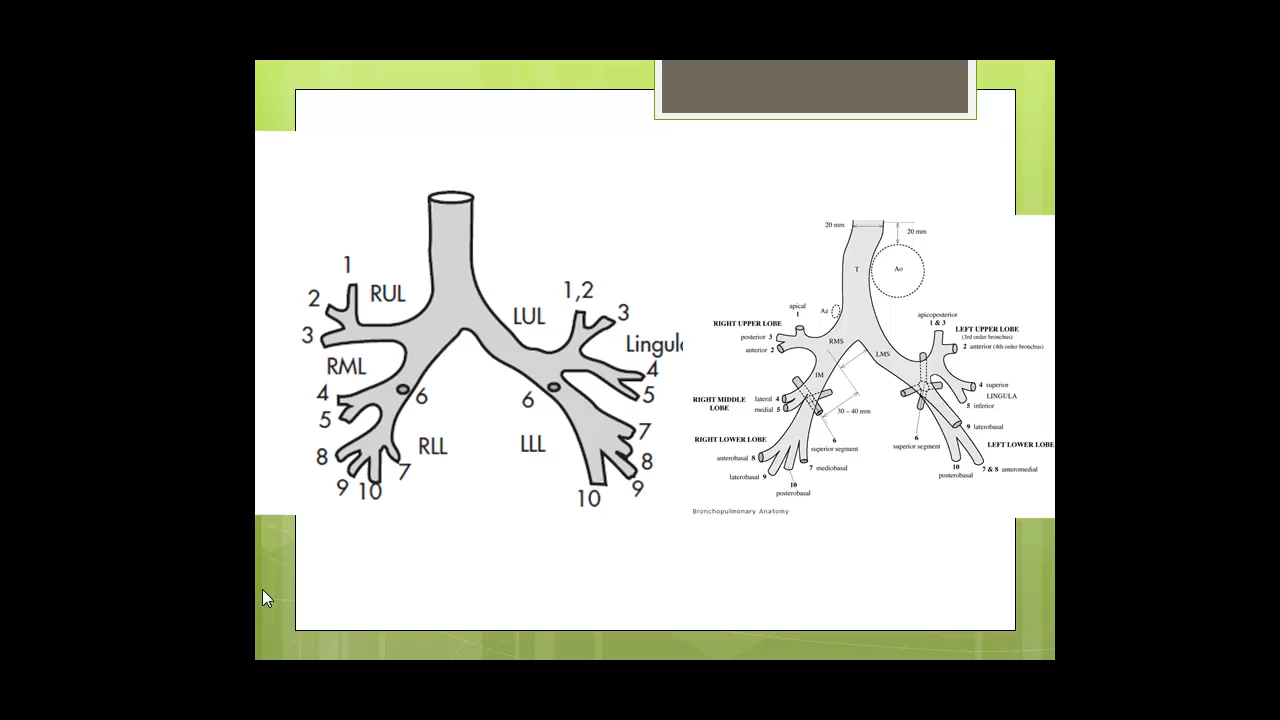 1
2
RUL
3
RML
4
5
6
8
RLL
7
9
10
1,2
LUL
3
Lingula
4
5
6
7
LLL
8
9
10
20 mm
20 mm
T
Ao
apical
1
Az
RIGHT UPPER LOBE
posterior 3
anterior 2
RMS
LMS
IM
apicoposterior
1 & 3
LEFT UPPER LOBE
(3rd order bronchus)
2 anterior (4th order bronchus)
4 superior
LINGULA
5 inferior
RIGHT MIDDLE
LOBE
lateral 4
medial 5
30 – 40 mm
9 laterobasal
6
superior segment
6
superior segment
RIGHT LOWER LOBE
LEFT LOWER LOBE
anterobasal 8
laterobasal 9
7 mediobasal
10
posterobasal
10
posterobasal
7 & 8 anteromedial
Bronchopulmonary Anatomy